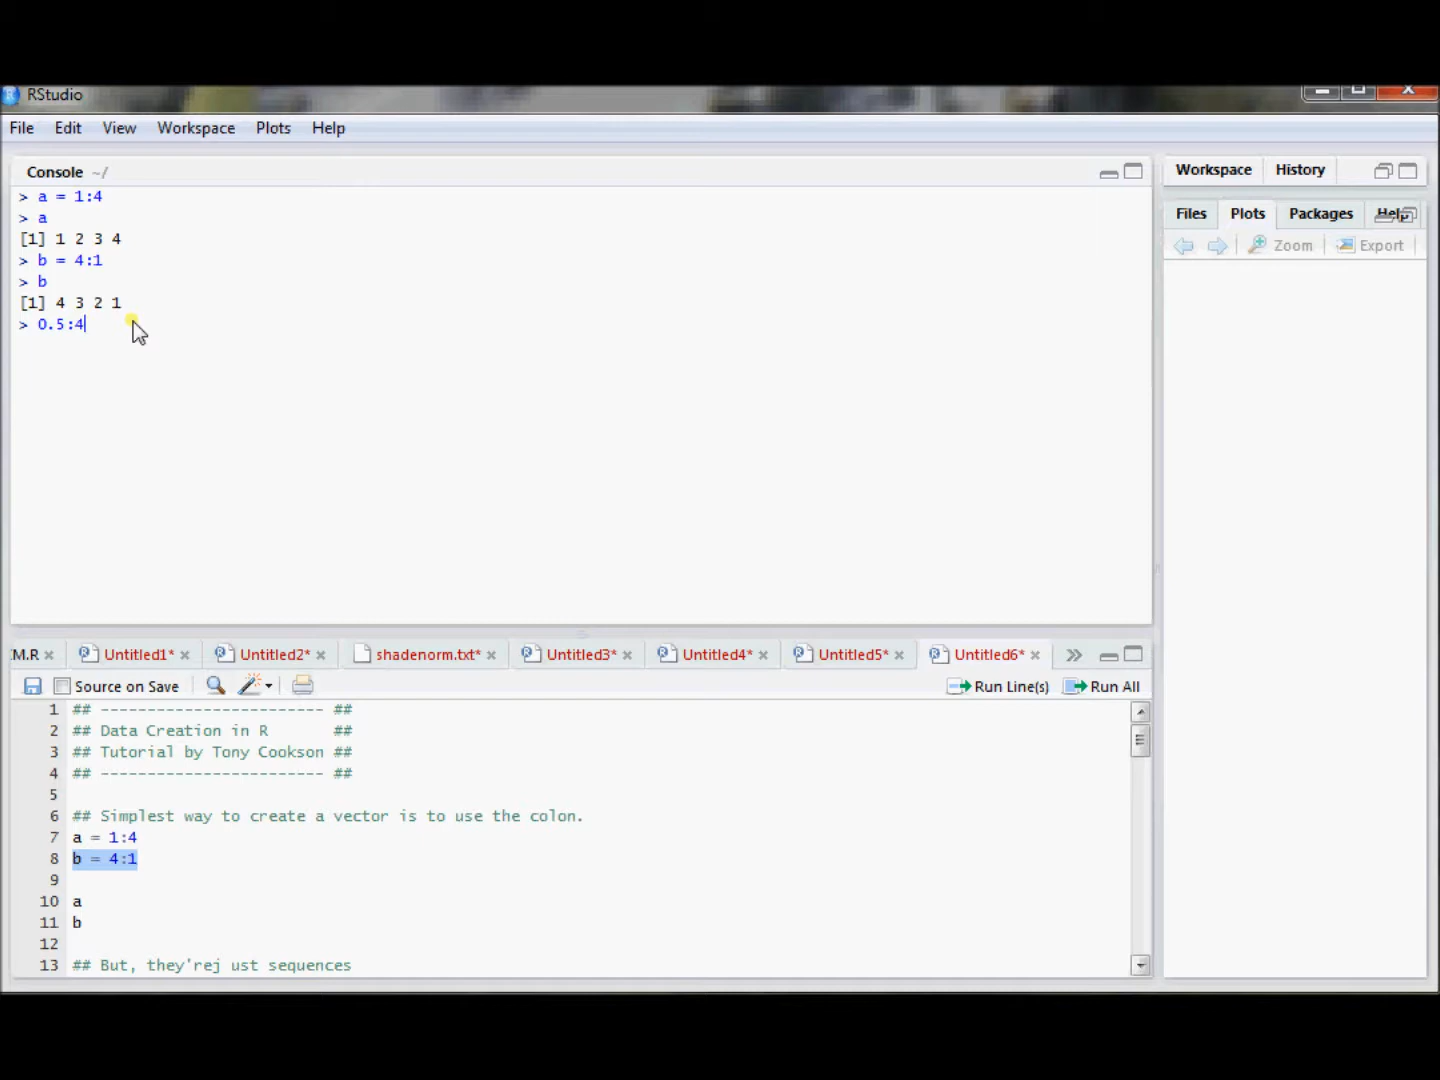 RStudio
File Edit View Workspace Plots Help
Console ~/
> a = 1:4
> a
[1] 1 2 3 4
> b = 4:1
> b
[1] 4 3 2 1
> 0.5:4
Workspace History
Files Plots Packages Help
Zoom Export
KM.R Untitled1* Untitled2* shadenorm.txt* Untitled3* Untitled4* Untitled5* Untitled6*
Source on Save Run Line(s) Run All
1 ## ------------------------ ##
2 ## Data Creation in R ##
3 ## Tutorial by Tony Cookson ##
4 ## ------------------------ ##
5
6 ## Simplest way to create a vector is to use the colon.
7 a = 1:4
8 b = 4:1
9
10 a
11 b
12
13 ## But, they'rej ust sequences